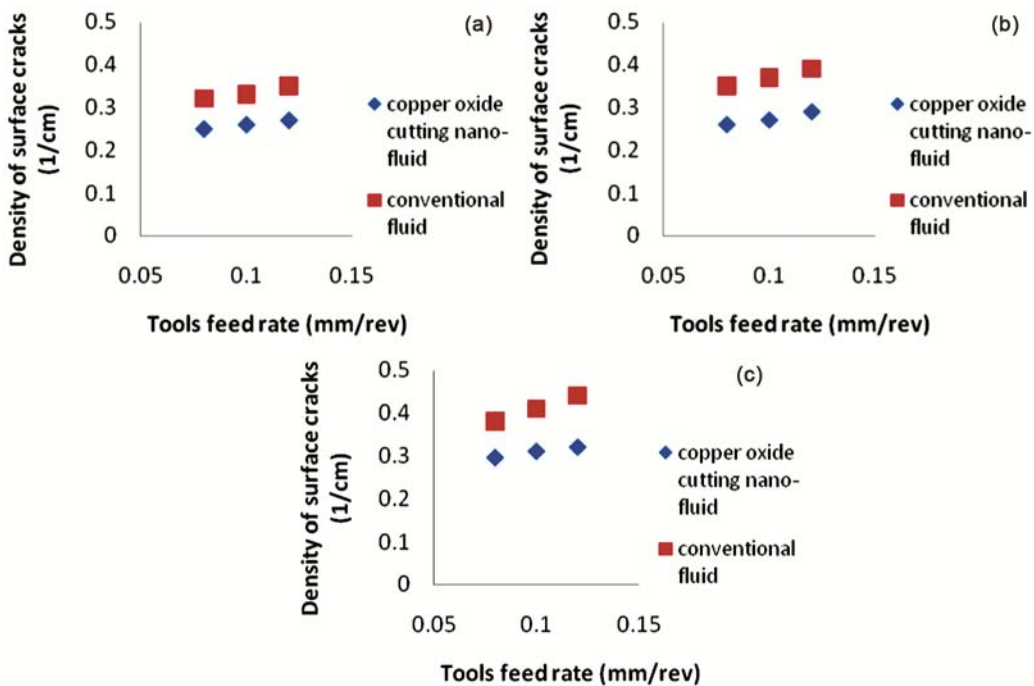 (a)
Density of surface cracks
(1/cm)
0.5
0.4
0.3
0.2
0.1
0
0.05
0.1
0.15
Tools feed rate (mm/rev)
copper oxide
cutting nano-
fluid
conventional
fluid
(b)
Density of surface cracks
(1/cm)
0.5
0.4
0.3
0.2
0.1
0
0.05
0.1
0.15
Tools feed rate (mm/rev)
copper oxide
cutting nano-
fluid
conventional
fluid
(c)
Density of surface cracks
(1/cm)
0.5
0.4
0.3
0.2
0.1
0
0.05
0.1
0.15
Tools feed rate (mm/rev)
copper oxide
cutting nano-
fluid
conventional
fluid